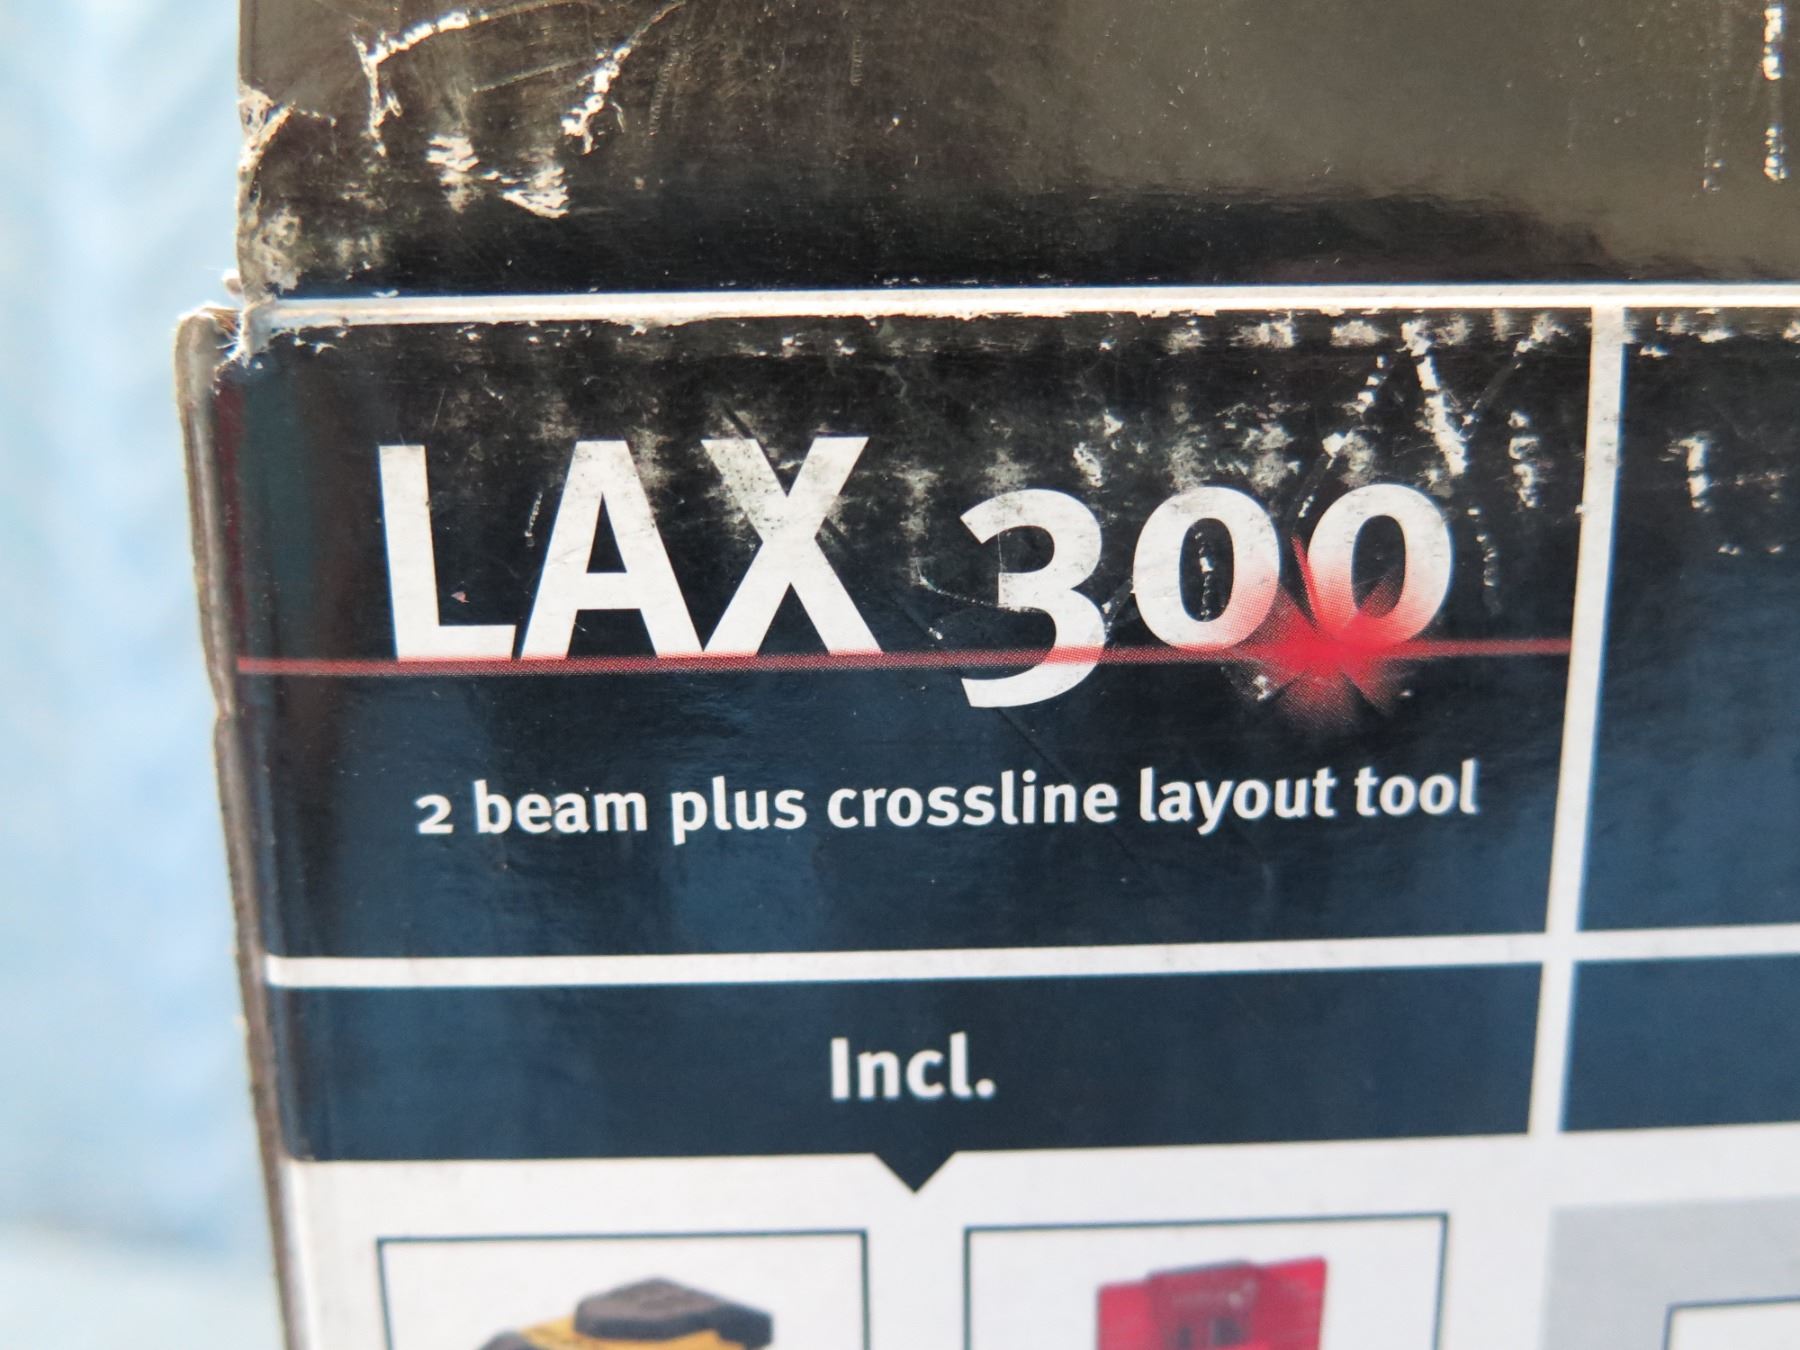 LAX 300
2 beam plus crossline layout tool
Incl.